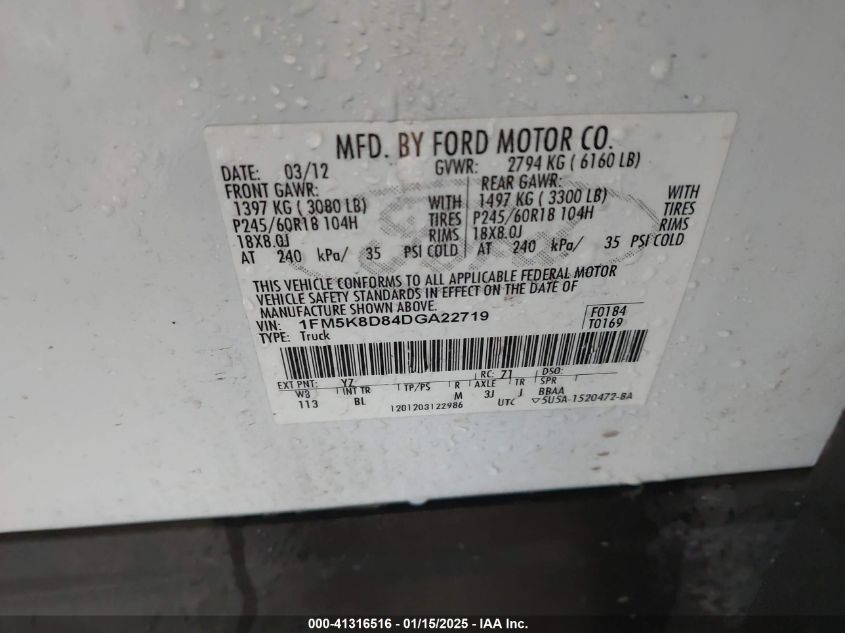 MFD. BY FORD MOTOR CO.
DATE: 03/12 GVWR: 2794 KG ( 6160 LB)
FRONT GAWR: REAR GAWR:
1397 KG ( 3080 LB) WITH 1497 KG ( 3300 LB) WITH
P245/60R18 104H TIRES P245/60R18 104H TIRES
18X8.0J RIMS 18X8.0J RIMS
AT 240 kPa/ 35 PSI COLD AT 240 kPa/ 35 PSI COLD
THIS VEHICLE CONFORMS TO ALL APPLICABLE FEDERAL MOTOR
VEHICLE SAFETY STANDARDS IN EFFECT ON THE DATE OF
MANUFACTURE SHOWN ABOVE.
VIN: 1FM5K8D84DGA22719 F0184
TYPE: Truck T0169
EXT PNT: YZ RC: 71 DSO:
WB INT TR TP/PS R AXLE TR SPR
113 BL M 3J J BBAA
1201203122986 UTC ▽5U5A-1520472-BA
000-41316516 - 01/15/2025 - IAA Inc.